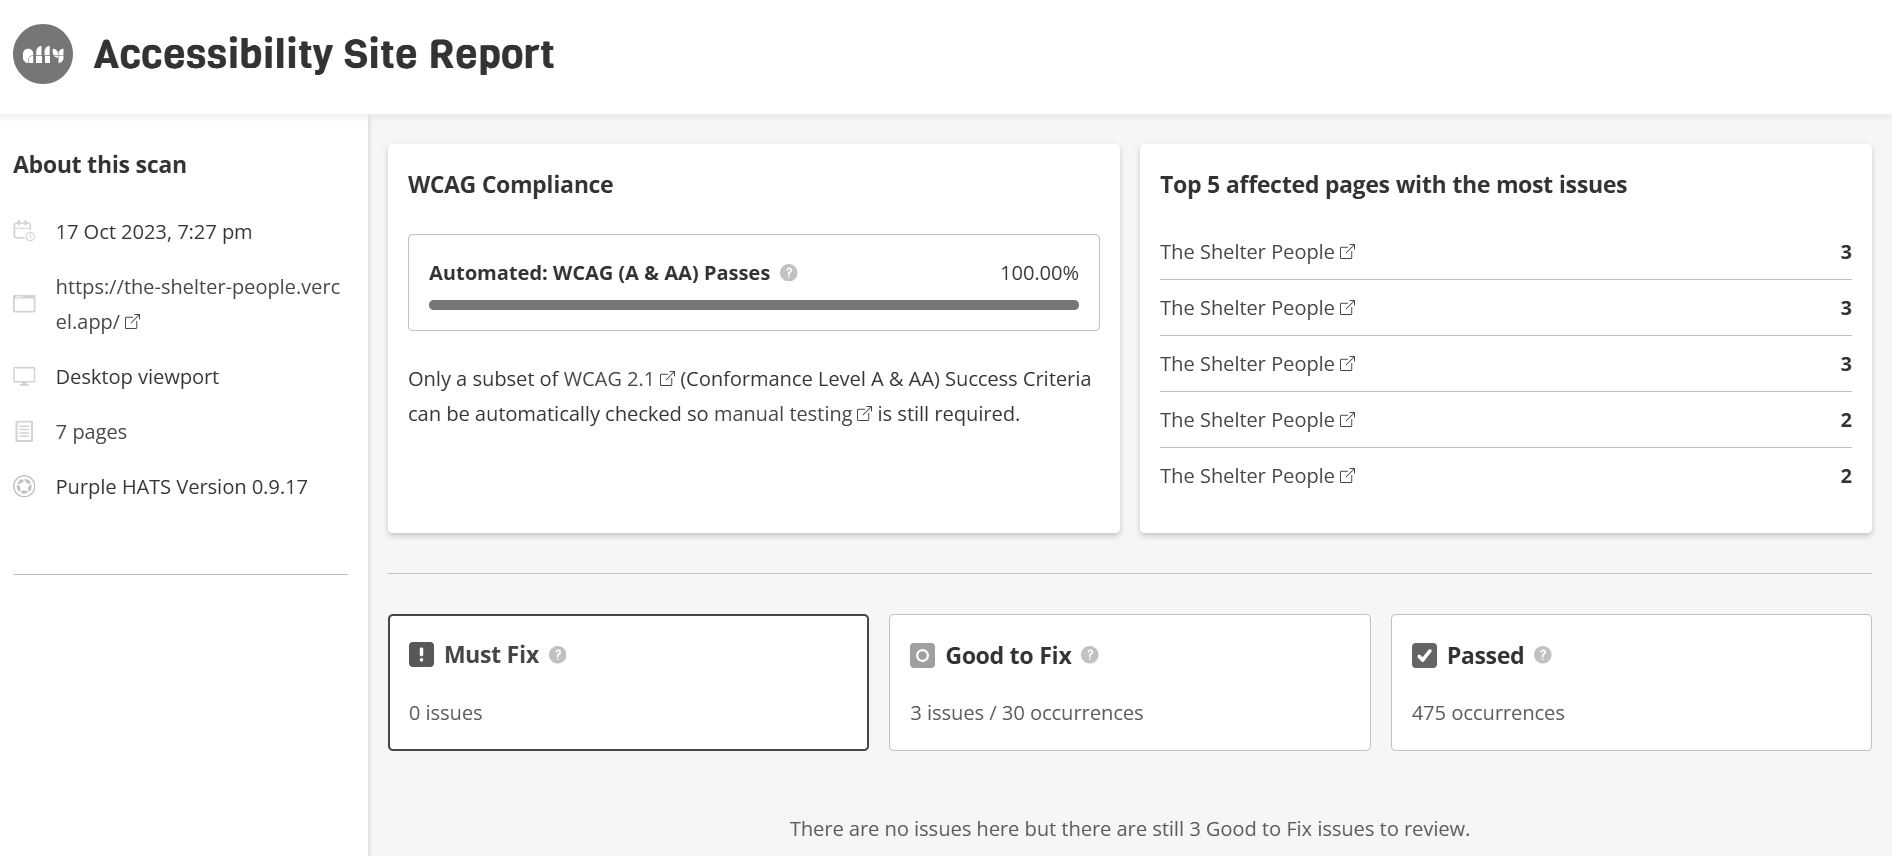 a11y
Accessibility Site Report
About this scan
17 Oct 2023, 7:27 pm
https://the-shelter-people.verc
el.app/
Desktop viewport
7 pages
Purple HATS Version 0.9.17
WCAG Compliance
Automated: WCAG (A & AA) Passes ?
100.00%
Only a subset of WCAG 2.1 (Conformance Level A & AA) Success Criteria
can be automatically checked so manual testing is still required.
Top 5 affected pages with the most issues
The Shelter People 3
The Shelter People 3
The Shelter People 3
The Shelter People 2
The Shelter People 2
! Must Fix ?
0 issues
Good to Fix ?
3 issues / 30 occurrences
Passed ?
475 occurrences
There are no issues here but there are still 3 Good to Fix issues to review.